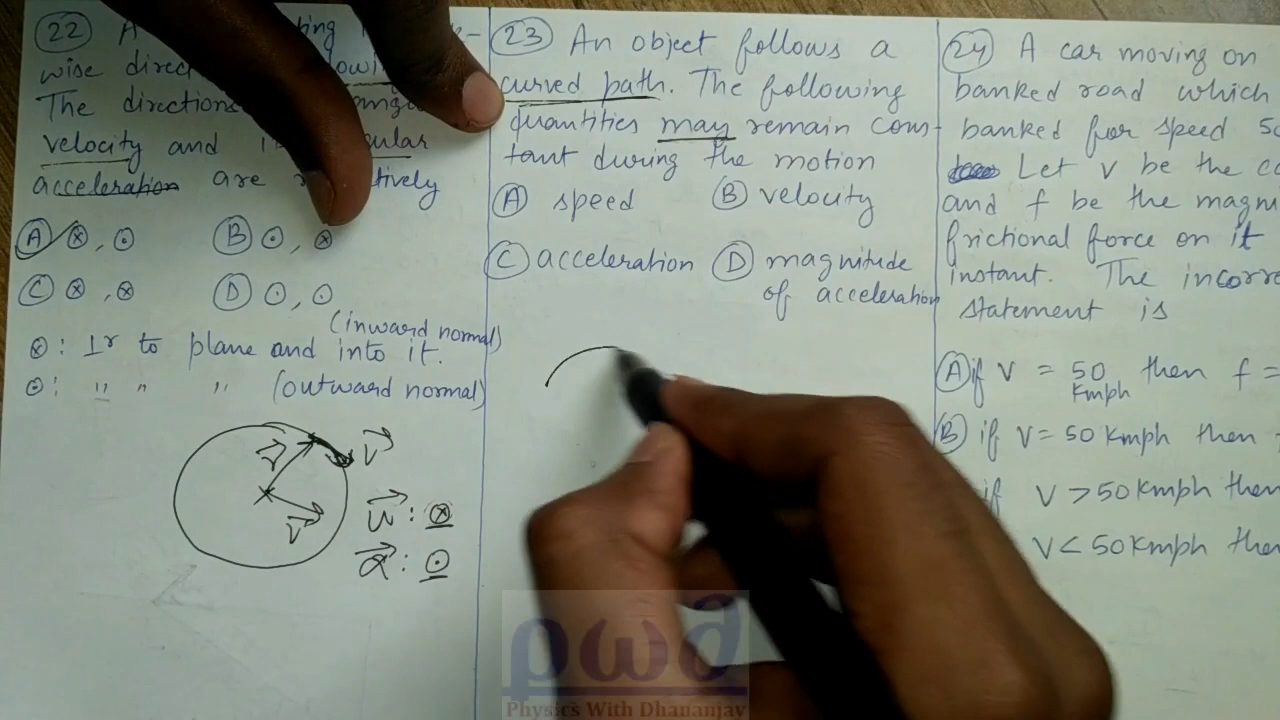 22 A
wise direc
The direction
velocity and
acceleration are
A ⊗, ⊙ B ⊙, ⊗
C ⊗, ⊗ D ⊙, ⊙
(inward normal)
⊗: ⊥r to plane and into it.
⊙: " " " (outward normal)
r⃗ v⃗
v⃗
ω⃗: ⊗
α⃗: ⊙
23 An object follows a
curved path. The following
quantities may remain cons-
tant during the motion
A speed B velocity
C acceleration D magnitude
of acceleration
24 A car moving on
banked road which
banked for speed
Let v be the
and f be the
frictional force on it
instant. The
statement is
A if V = 50 then f =
Kmph
B if V = 50 Kmph then
if V > 50 Kmph then
V < 50 Kmph then
pwd
Physics With Dhananjay